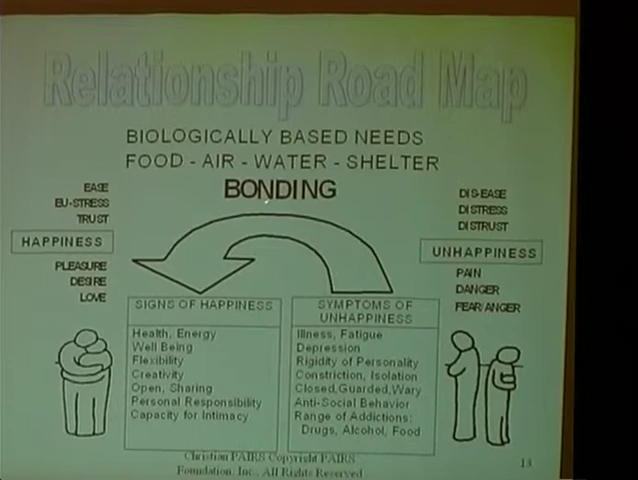 Relationship Road Map
BIOLOGICALLY BASED NEEDS
FOOD - AIR - WATER - SHELTER
BONDING
EASE
EU-STRESS
TRUST
HAPPINESS
PLEASURE
DESIRE
LOVE
DIS-EASE
DISTRESS
DISTRUST
UNHAPPINESS
PAIN
DANGER
FEAR/ANGER
SIGNS OF HAPPINESS
Health, Energy
Well Being
Flexibility
Creativity
Open, Sharing
Personal Responsibility
Capacity for Intimacy
SYMPTOMS OF
UNHAPPINESS
Illness, Fatigue
Depression
Rigidity of Personality
Constriction, Isolation
Closed,Guarded,Wary
Anti-Social Behavior
Range of Addictions:
Drugs, Alcohol, Food
Christian PAIRS Copyright PAIRS
Foundation, Inc., All Rights Reserved
13